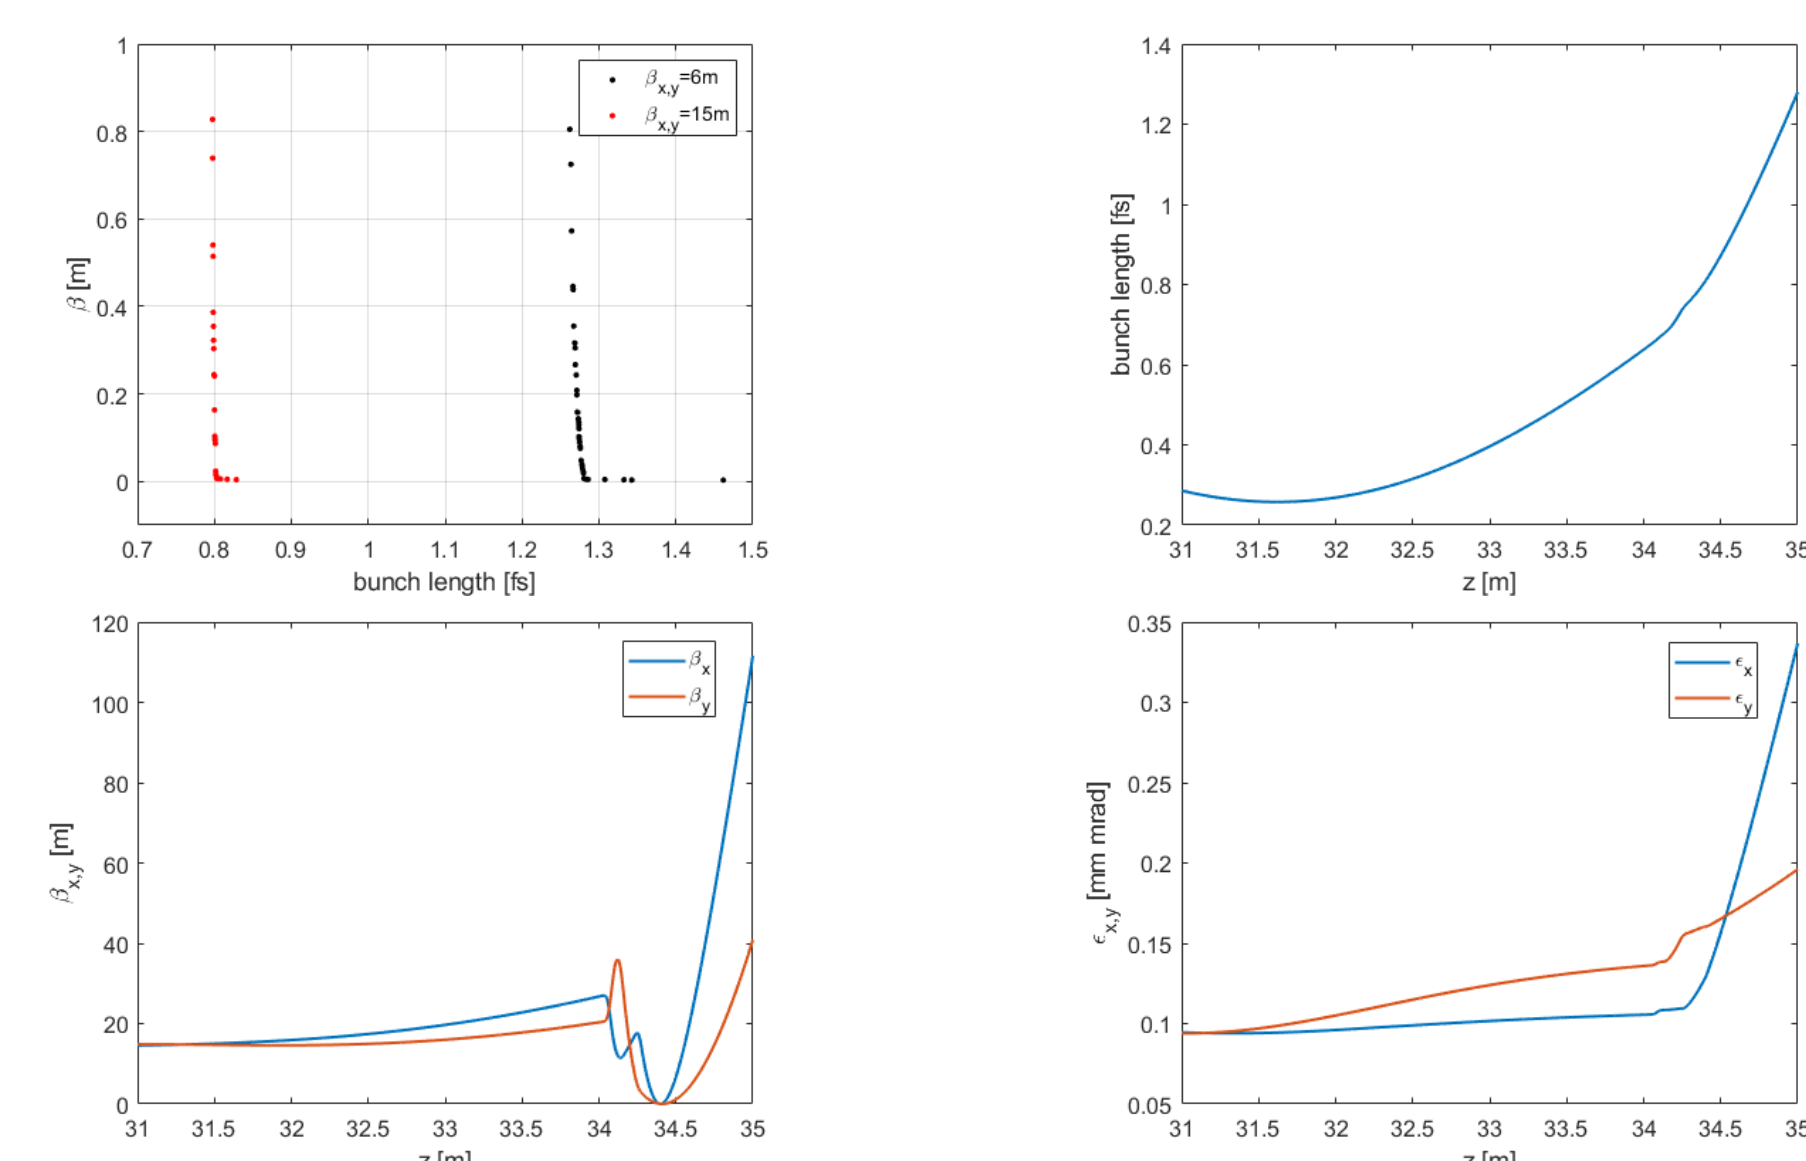 1
0.8
0.6
0.4
0.2
0
β [m]
0.7 0.8 0.9 1 1.1 1.2 1.3 1.4 1.5
bunch length [fs]
βx,y=6m
βx,y=15m
1.4
1.2
1
0.8
0.6
0.4
0.2
bunch length [fs]
31 31.5 32 32.5 33 33.5 34 34.5 35
z [m]
120
100
80
60
40
20
0
βx,y [m]
31 31.5 32 32.5 33 33.5 34 34.5 35
z [m]
βx
βy
0.35
0.3
0.25
0.2
0.15
0.1
0.05
ϵx,y [mm mrad]
31 31.5 32 32.5 33 33.5 34 34.5 35
z [m]
ϵx
ϵy